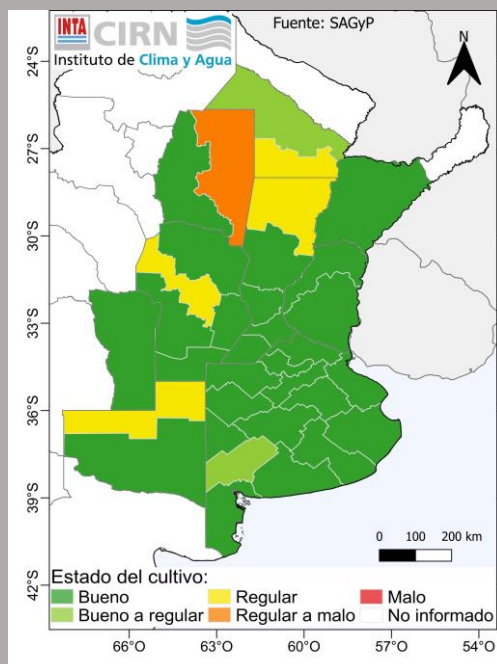 INTA
CIRN
Instituto de Clima y Agua
Fuente: SAGyP
N
24°S
27°S
30°S
33°S
36°S
39°S
42°S
0 100 200 km
Estado del cultivo:
Bueno Regular Malo
Bueno a regular Regular a malo No informado
66°O 63°O 60°O 57°O 54°O